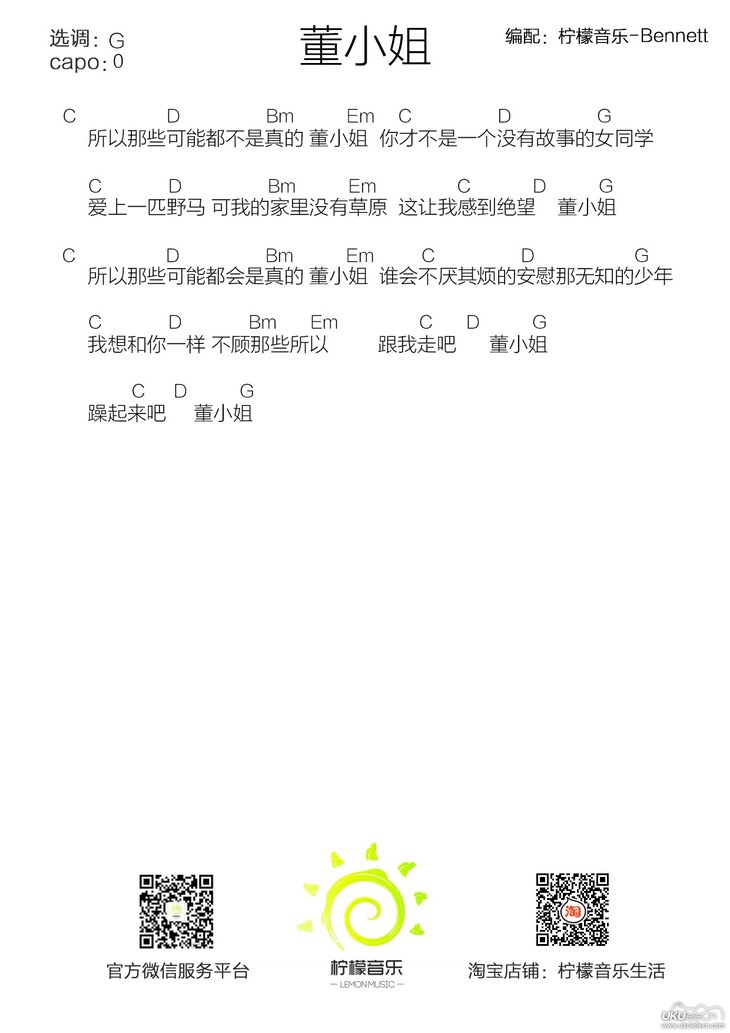 选调：G
capo：0
董小姐
编配：柠檬音乐-Bennett
C D Bm Em C D G
所以那些可能都不是真的 董小姐 你才不是一个没有故事的女同学
C D Bm Em C D G
爱上一匹野马 可我的家里没有草原 这让我感到绝望 董小姐
C D Bm Em C D G
所以那些可能都会是真的 董小姐 谁会不厌其烦的安慰那无知的少年
C D Bm Em C D G
我想和你一样 不顾那些所以 跟我走吧 董小姐
C D G
躁起来吧 董小姐
官方微信服务平台
柠檬音乐
— LEMON MUSIC —
淘
淘宝店铺：柠檬音乐生活
UKUlelecn
www.ukulelecn.com